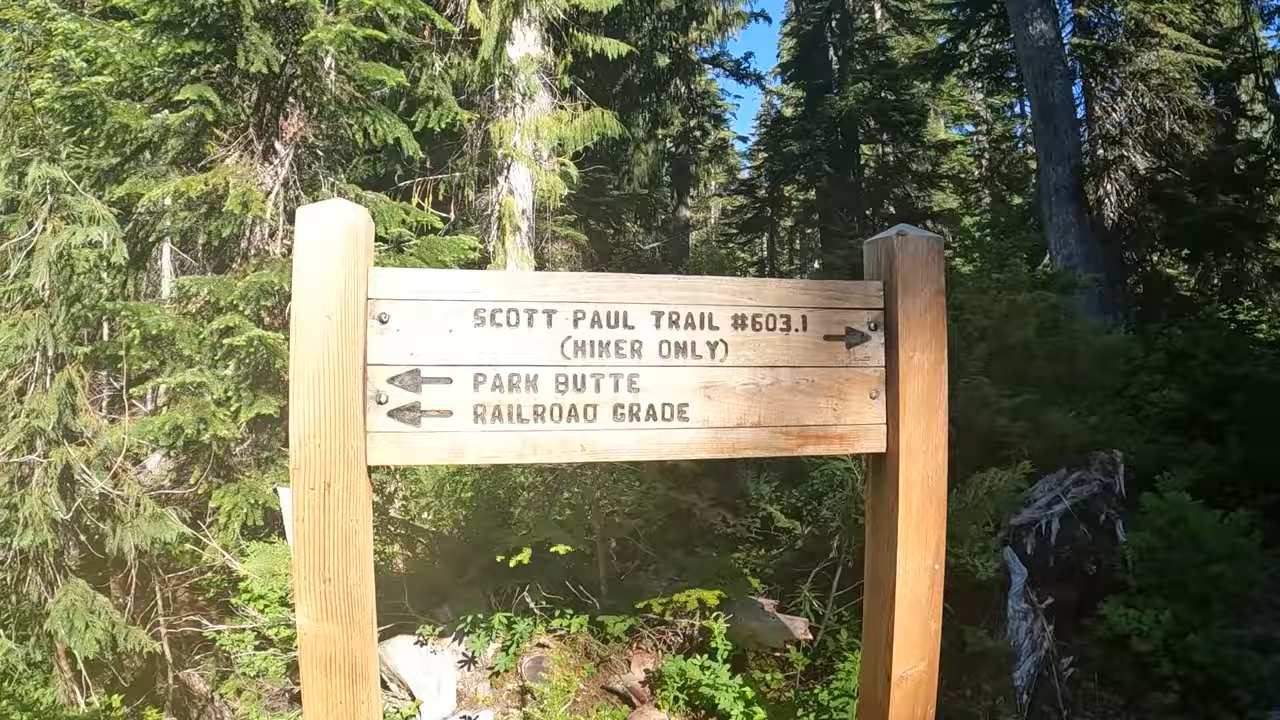 SCOTT PAUL TRAIL #603.1
(HIKER ONLY)
PARK BUTTE
RAILROAD GRADE